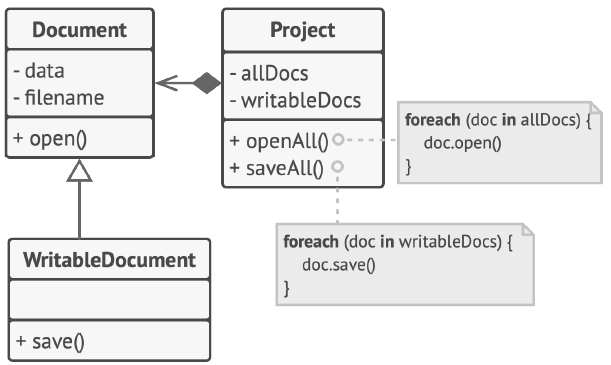 Document
- data
- filename
+ open()
Project
- allDocs
- writableDocs
+ openAll()
+ saveAll()
foreach (doc in allDocs) {
doc.open()
}
foreach (doc in writableDocs) {
doc.save()
}
WritableDocument
+ save()